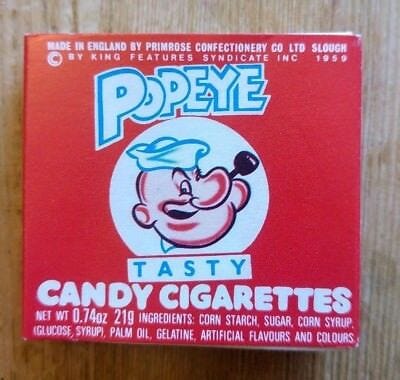 MADE IN ENGLAND BY PRIMROSE CONFECTIONERY CO LTD SLOUGH
© BY KING FEATURES SYNDICATE INC 1959
POPEYE
TASTY
CANDY CIGARETTES
NET WT 0.74oz 21g INGREDIENTS: CORN STARCH, SUGAR, CORN SYRUP
(GLUCOSE SYRUP), PALM OIL, GELATINE, ARTIFICIAL FLAVOURS AND COLOURS